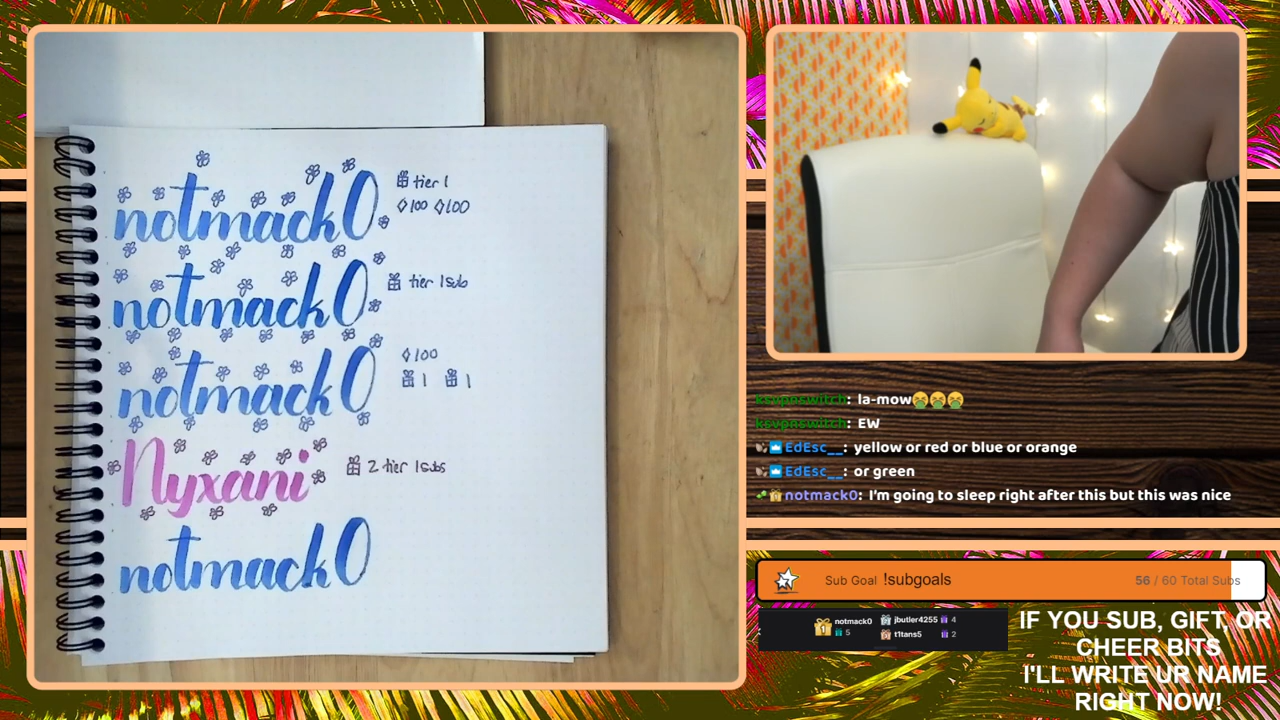 notmack0 tier 1
100 100
notmack0 tier 1 sub
notmack0 100
1 1
Nyxani 2 tier 1 subs
notmack0
ksvpnswitch: la-mow🤮🤮🤮
ksvpnswitch: EW
EdEsc__: yellow or red or blue or orange
EdEsc__: or green
notmack0: I'm going to sleep right after this but this was nice
Sub Goal !subgoals 56 / 60 Total Subs
notmack0 5
jbutler4255 4
t1tans5 2
IF YOU SUB, GIFT, OR
CHEER BITS
I'LL WRITE UR NAME
RIGHT NOW!